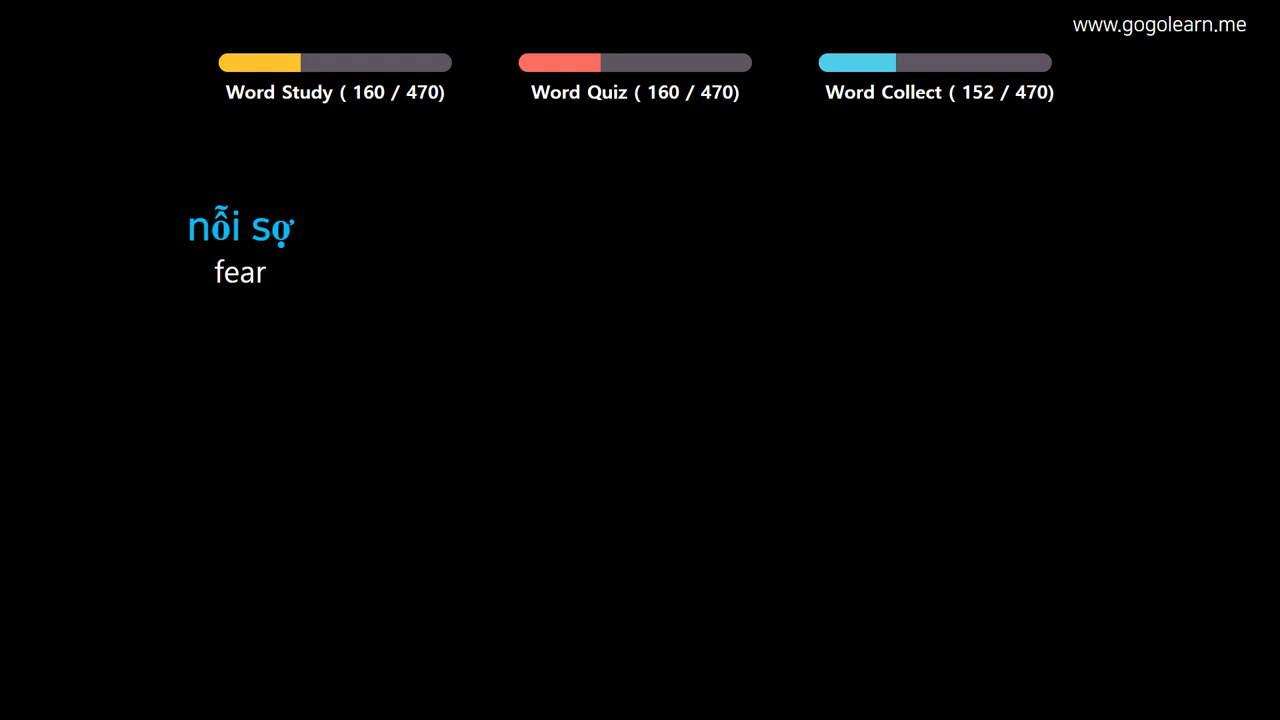 www.gogolearn.me
Word Study ( 160 / 470)
Word Quiz ( 160 / 470)
Word Collect ( 152 / 470)
nỗi sợ
fear